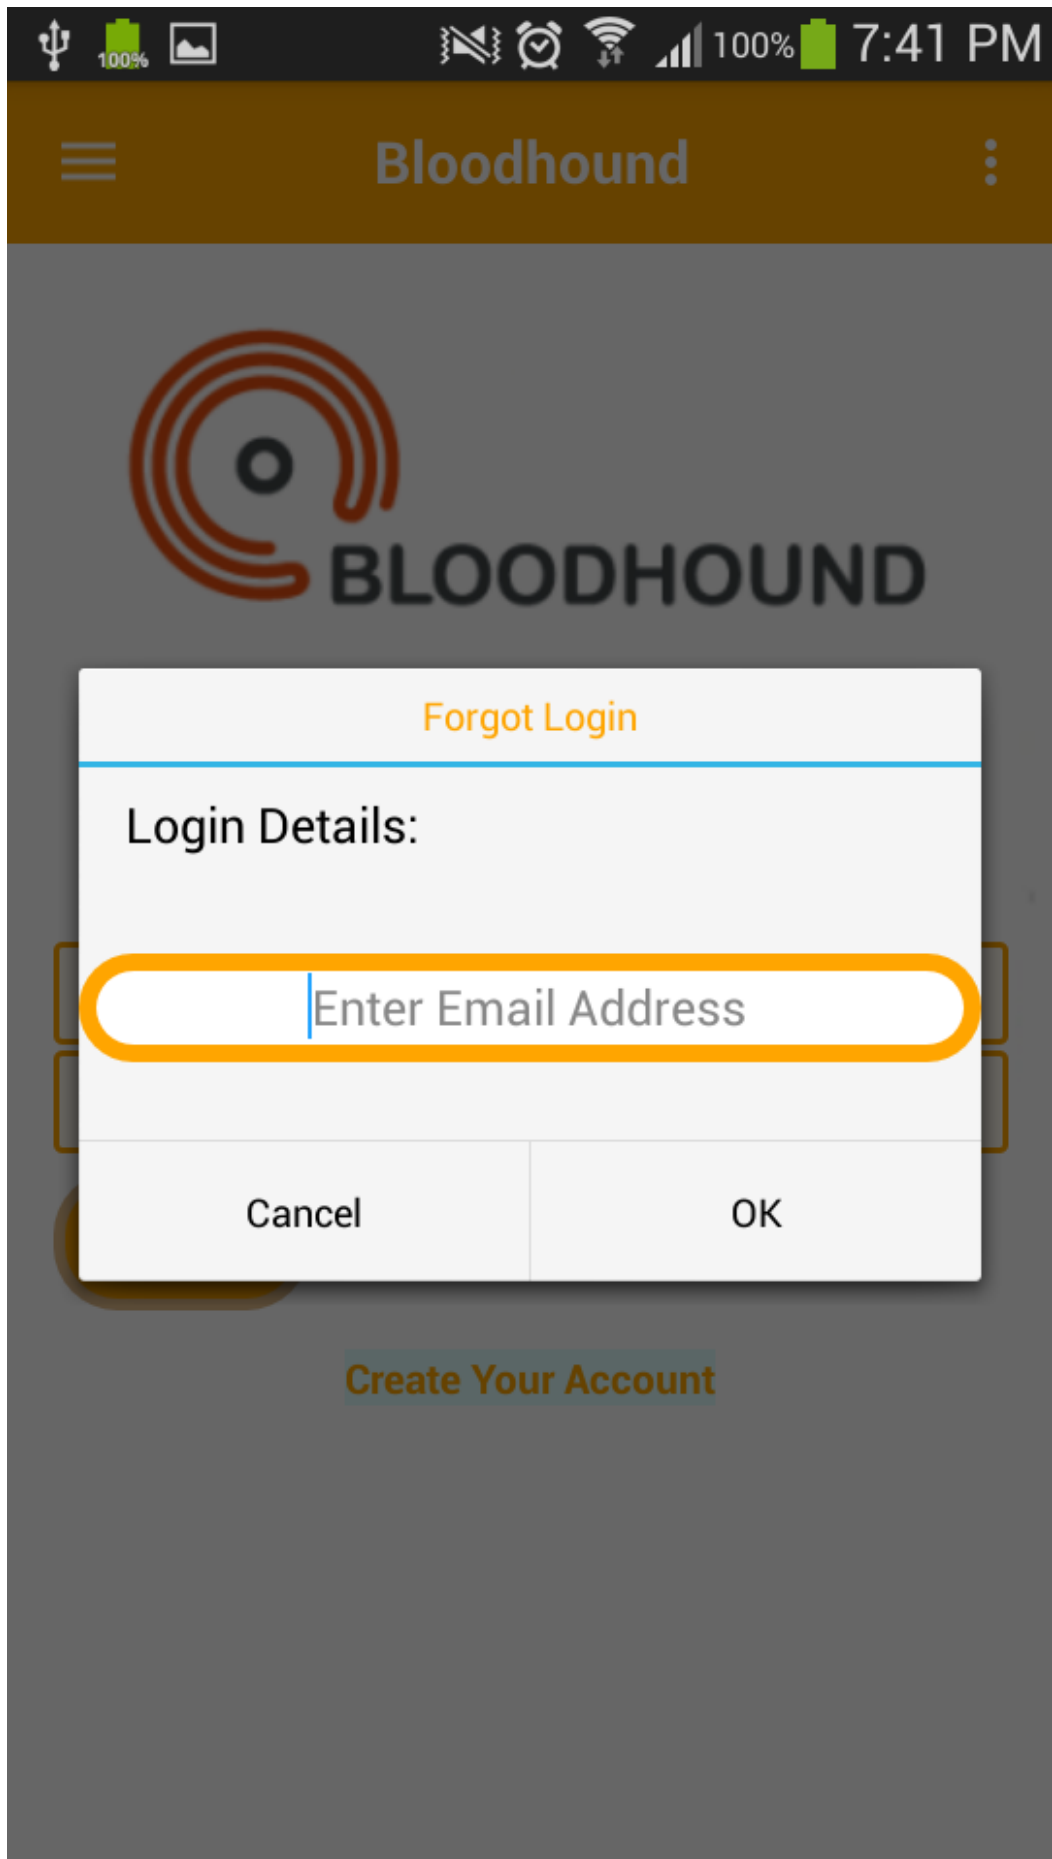 100%
100% 7:41 PM
Bloodhound
BLOODHOUND
Forgot Login
Login Details:
Enter Email Address
Cancel OK
Create Your Account